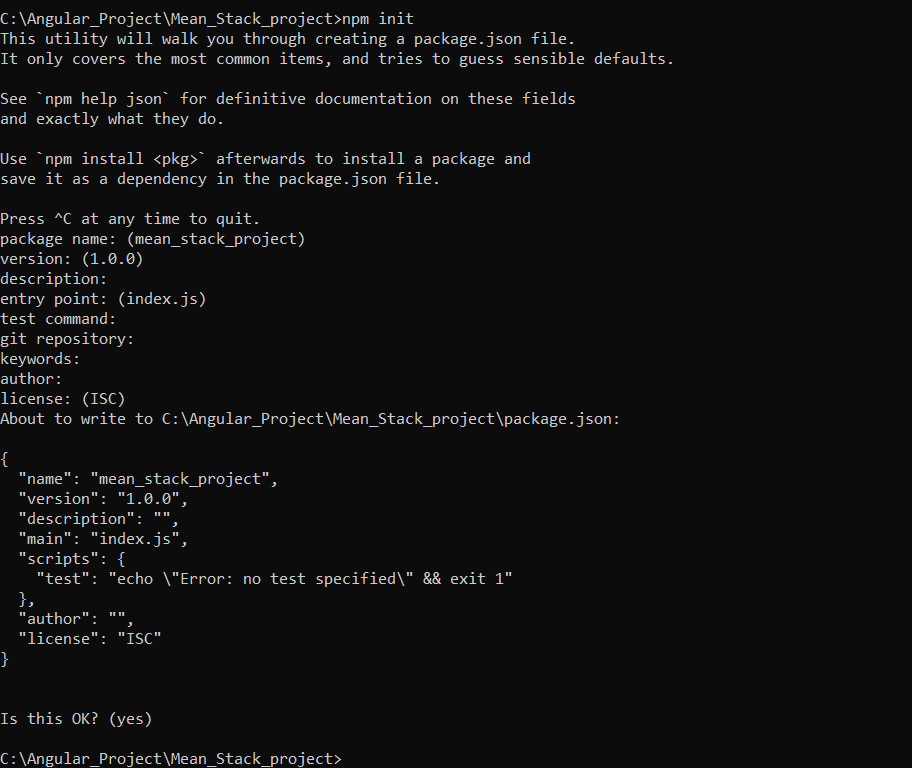 C:\Angular_Project\Mean_Stack_project>npm init
This utility will walk you through creating a package.json file.
It only covers the most common items, and tries to guess sensible defaults.
See `npm help json` for definitive documentation on these fields
and exactly what they do.
Use `npm install <pkg>` afterwards to install a package and
save it as a dependency in the package.json file.
Press ^C at any time to quit.
package name: (mean_stack_project)
version: (1.0.0)
description:
entry point: (index.js)
test command:
git repository:
keywords:
author:
license: (ISC)
About to write to C:\Angular_Project\Mean_Stack_project\package.json:
{
  "name": "mean_stack_project",
  "version": "1.0.0",
  "description": "",
  "main": "index.js",
  "scripts": {
    "test": "echo \"Error: no test specified\" && exit 1"
  },
  "author": "",
  "license": "ISC"
}
Is this OK? (yes)
C:\Angular_Project\Mean_Stack_project>